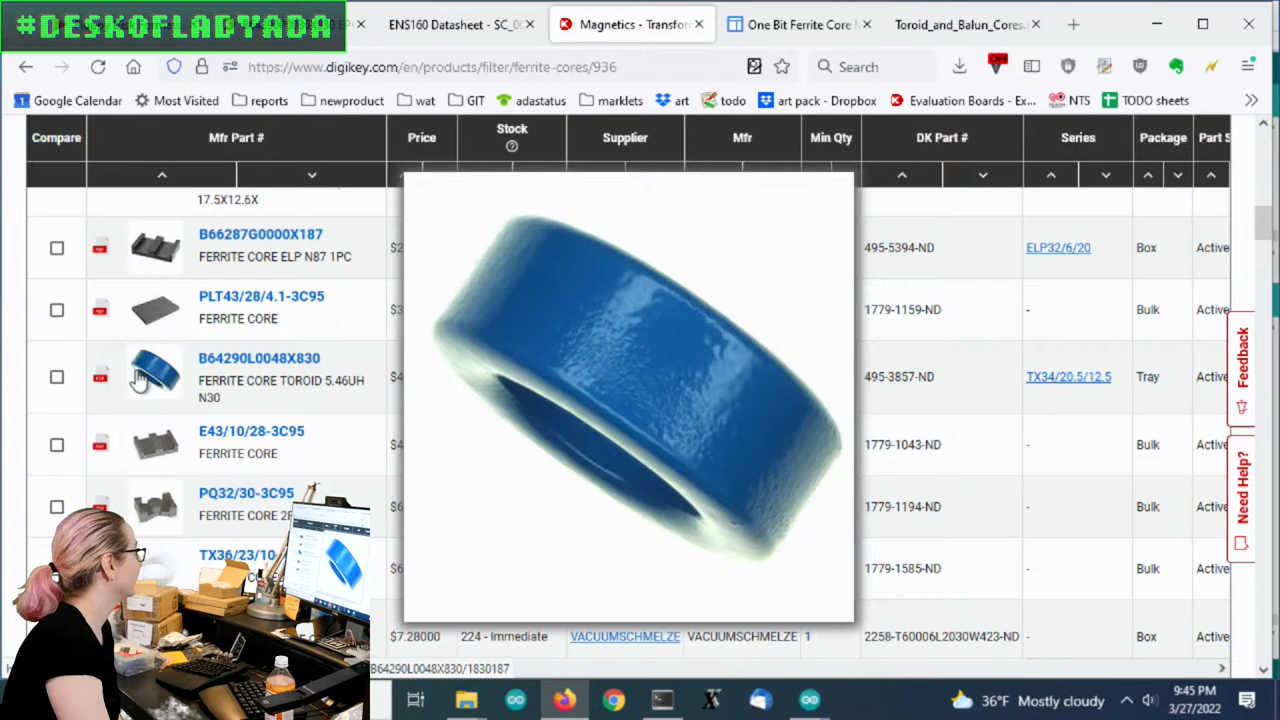 #DESKOFLADYADA
ENS160 Datasheet - SC_0
Magnetics - Transfor
One Bit Ferrite Core
Toroid_and_Balun_Cores.
https://www.digikey.com/en/products/filter/ferrite-cores/936
Search
OFF
Google Calendar
Most Visited
reports
newproduct
wat
GIT
adastatus
marklets
art
todo
art pack - Dropbox
Evaluation Boards - Ex...
NTS
TODO sheets
Compare
Mfr Part #
Price
Stock
Supplier
Mfr
Min Qty
DK Part #
Series
Package
Part S
17.5X12.6X
B66287G0000X187
FERRITE CORE ELP N87 1PC
495-5394-ND
ELP32/6/20
Box
Active
PLT43/28/4.1-3C95
FERRITE CORE
1779-1159-ND
-
Bulk
Active
B64290L0048X830
FERRITE CORE TOROID 5.46UH
N30
495-3857-ND
TX34/20.5/12.5
Tray
Active
E43/10/28-3C95
FERRITE CORE
1779-1043-ND
-
Bulk
Active
PQ32/30-3C95
FERRITE CORE 2P
1779-1194-ND
-
Bulk
Active
TX36/23/10-
1779-1585-ND
-
Bulk
Active
$7.28000
224 - Immediate
VACUUMSCHMELZE
VACUUMSCHMELZE
1
2258-T60006L2030W423-ND
-
Box
Active
Feedback
Need Help?
B64290L0048X830/1830187
36°F Mostly cloudy
9:45 PM
3/27/2022